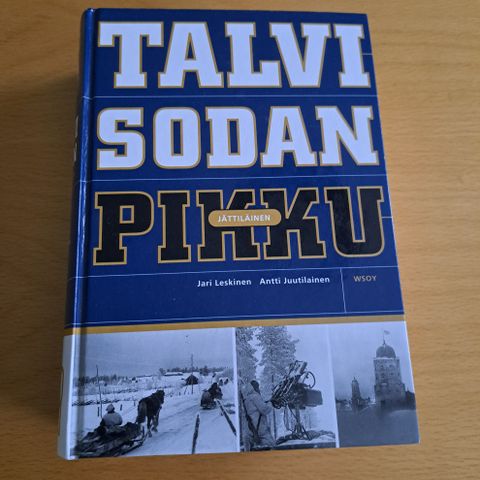 TALVI
SODAN
PIKKU
JÄTTILÄINEN
Jari Leskinen Antti Juutilainen WSOY